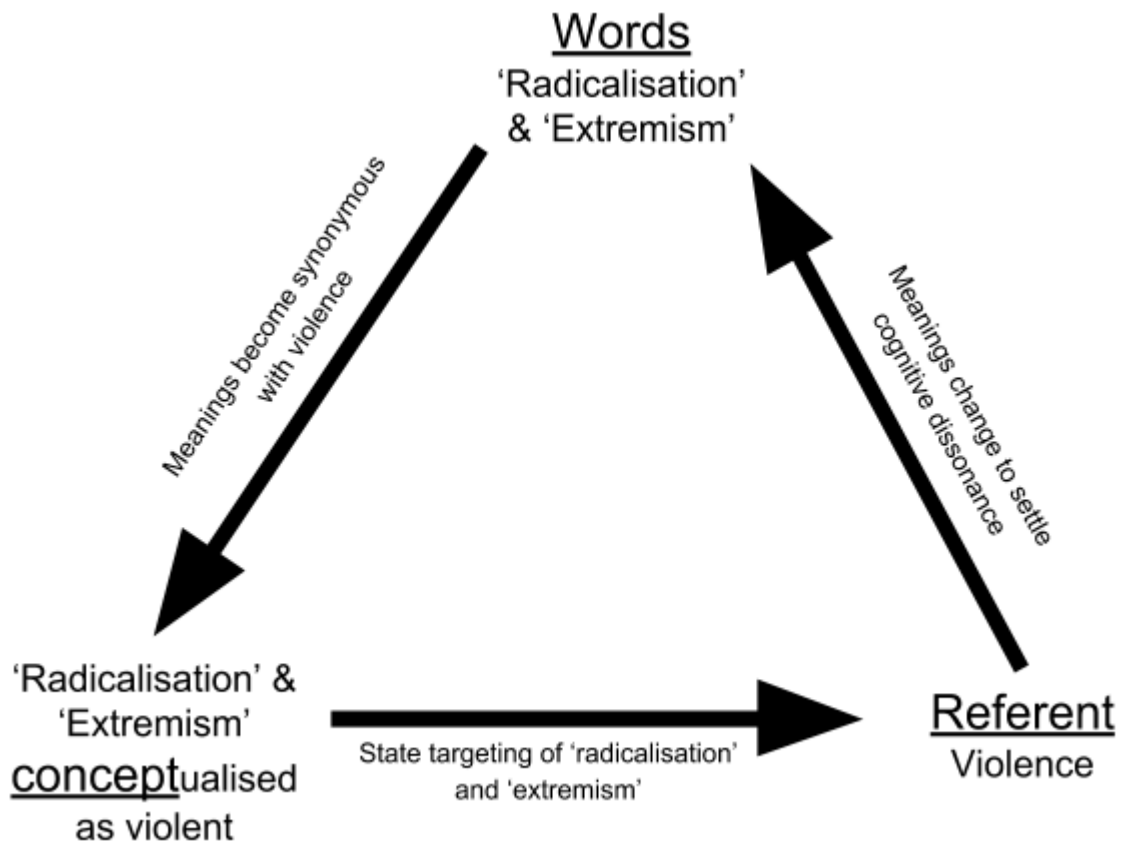 Words
‘Radicalisation’
& ‘Extremism’
Meanings become synonymous
with violence
Meanings change to settle
cognitive dissonance
‘Radicalisation’ &
‘Extremism’
conceptualised
as violent
State targeting of ‘radicalisation’
and ‘extremism’
Referent
Violence